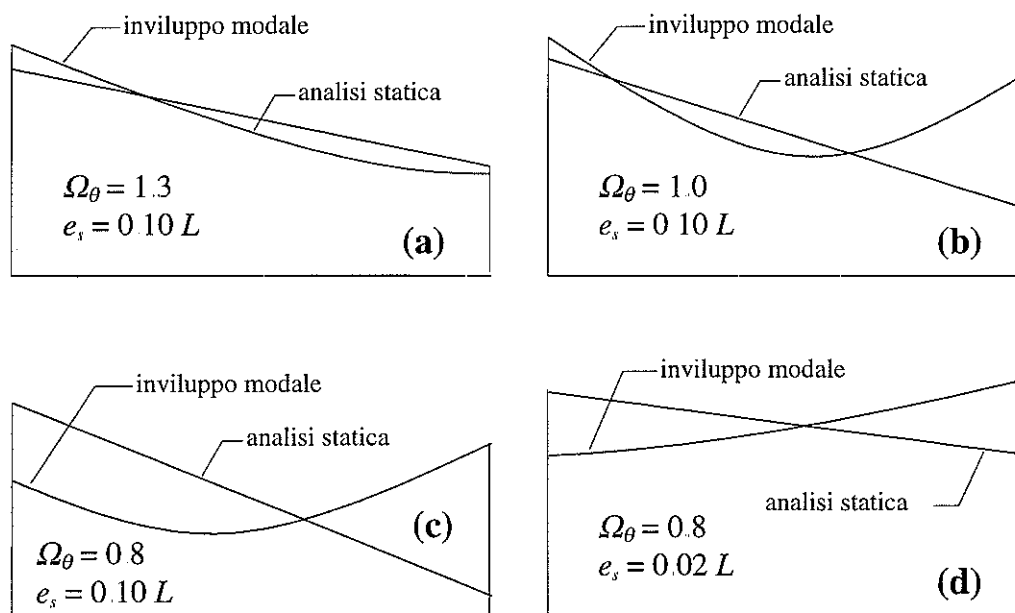 inviluppo modale
analisi statica
Ω_θ = 1.3
e_s = 0.10 L
(a)
inviluppo modale
analisi statica
Ω_θ = 1.0
e_s = 0 10 L
(b)
inviluppo modale
analisi statica
Ω_θ = 0.8
e_s = 0.10 L
(c)
inviluppo modale
analisi statica
Ω_θ = 0.8
e_s = 0.02 L
(d)